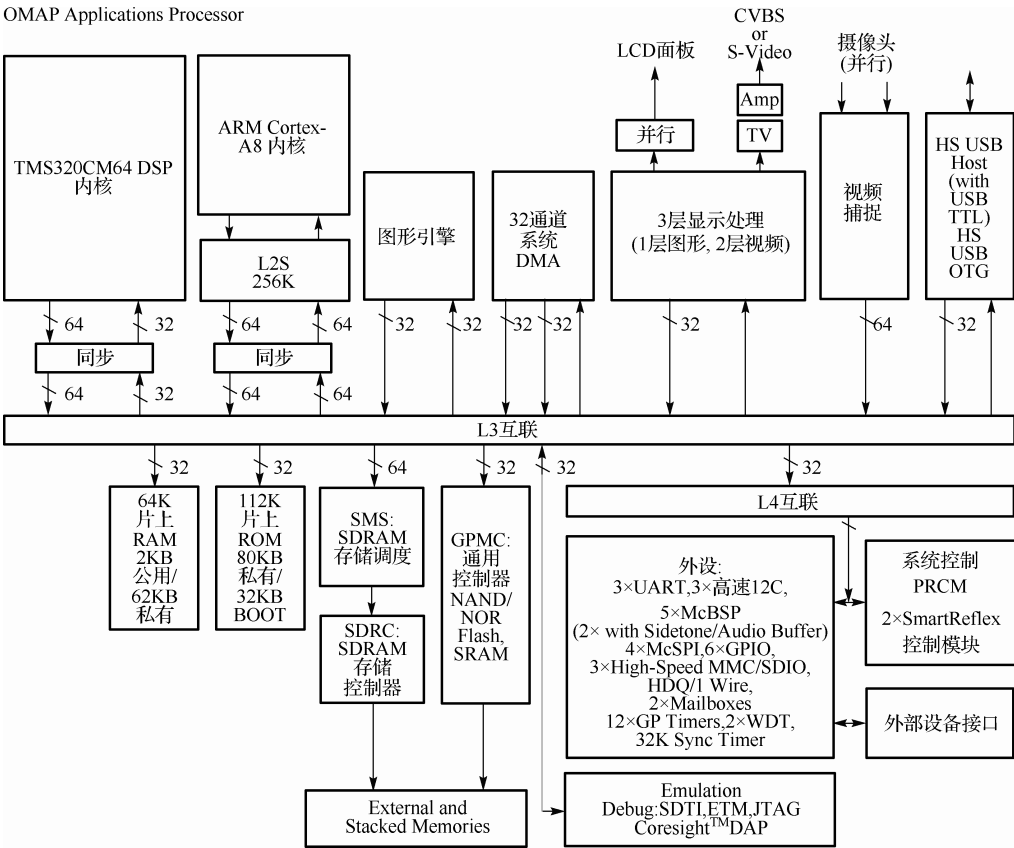 OMAP Applications Processor
CVBS
or
S-Video
LCD面板
摄像头
(并行)
Amp
并行
TV
TMS320CM64 DSP
内核
ARM Cortex-
A8 内核
L2S
256K
图形引擎
32通道
系统
DMA
3层显示处理
(1层图形, 2层视频)
视频
捕捉
HS USB
Host
(with
USB
TTL)
HS
USB
OTG
64
32
64
64
32
32
32
32
32
64
32
同步
同步
64
32
64
64
L3互联
32
32
64
32
32
32
64K
片上
RAM
2KB
公用/
62KB
私有
112K
片上
ROM
80KB
私有/
32KB
BOOT
SMS:
SDRAM
存储调度
SDRC:
SDRAM
存储
控制器
GPMC:
通用
控制器
NAND/
NOR
Flash,
SRAM
L4互联
外设:
3×UART,3×高速12C,
5×McBSP
(2× with Sidetone/Audio Buffer)
4×McSPI,6×GPIO,
3×High-Speed MMC/SDIO,
HDQ/1 Wire,
2×Mailboxes
12×GP Timers,2×WDT,
32K Sync Timer
系统控制
PRCM
2×SmartReflex
控制模块
外部设备接口
External and
Stacked Memories
Emulation
Debug:SDTI,ETM,JTAG
Coresight™DAP